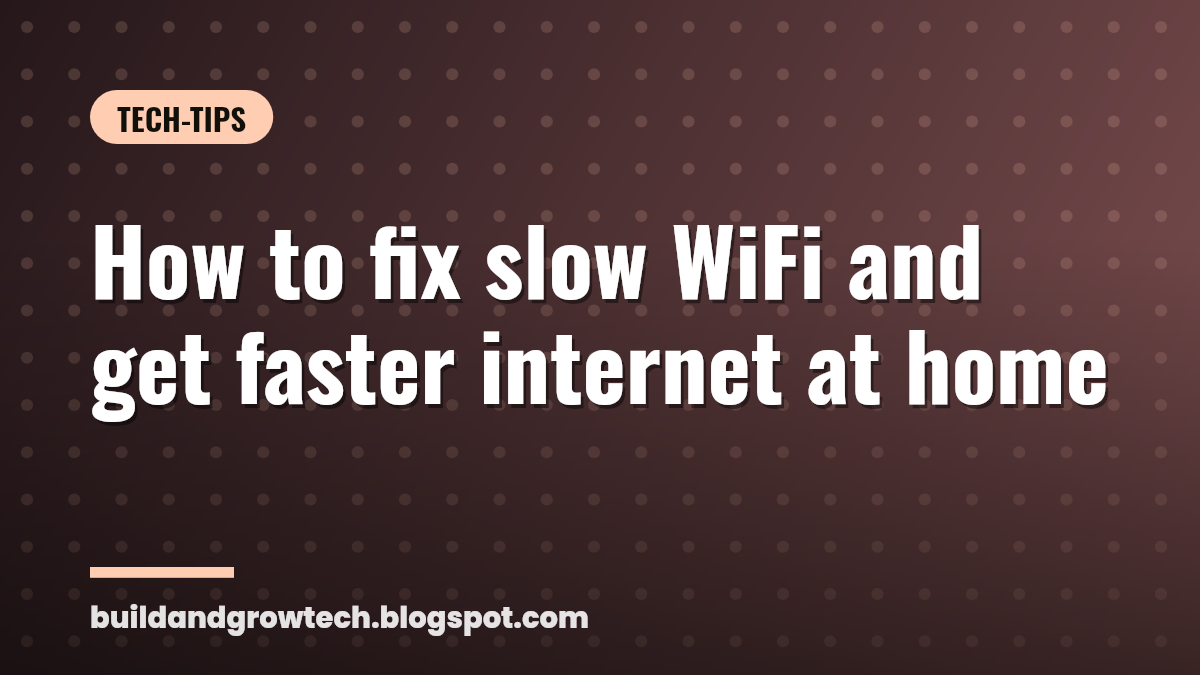 TECH-TIPS
How to fix slow WiFi and
get faster internet at home
buildandgrowtech.blogspot.com